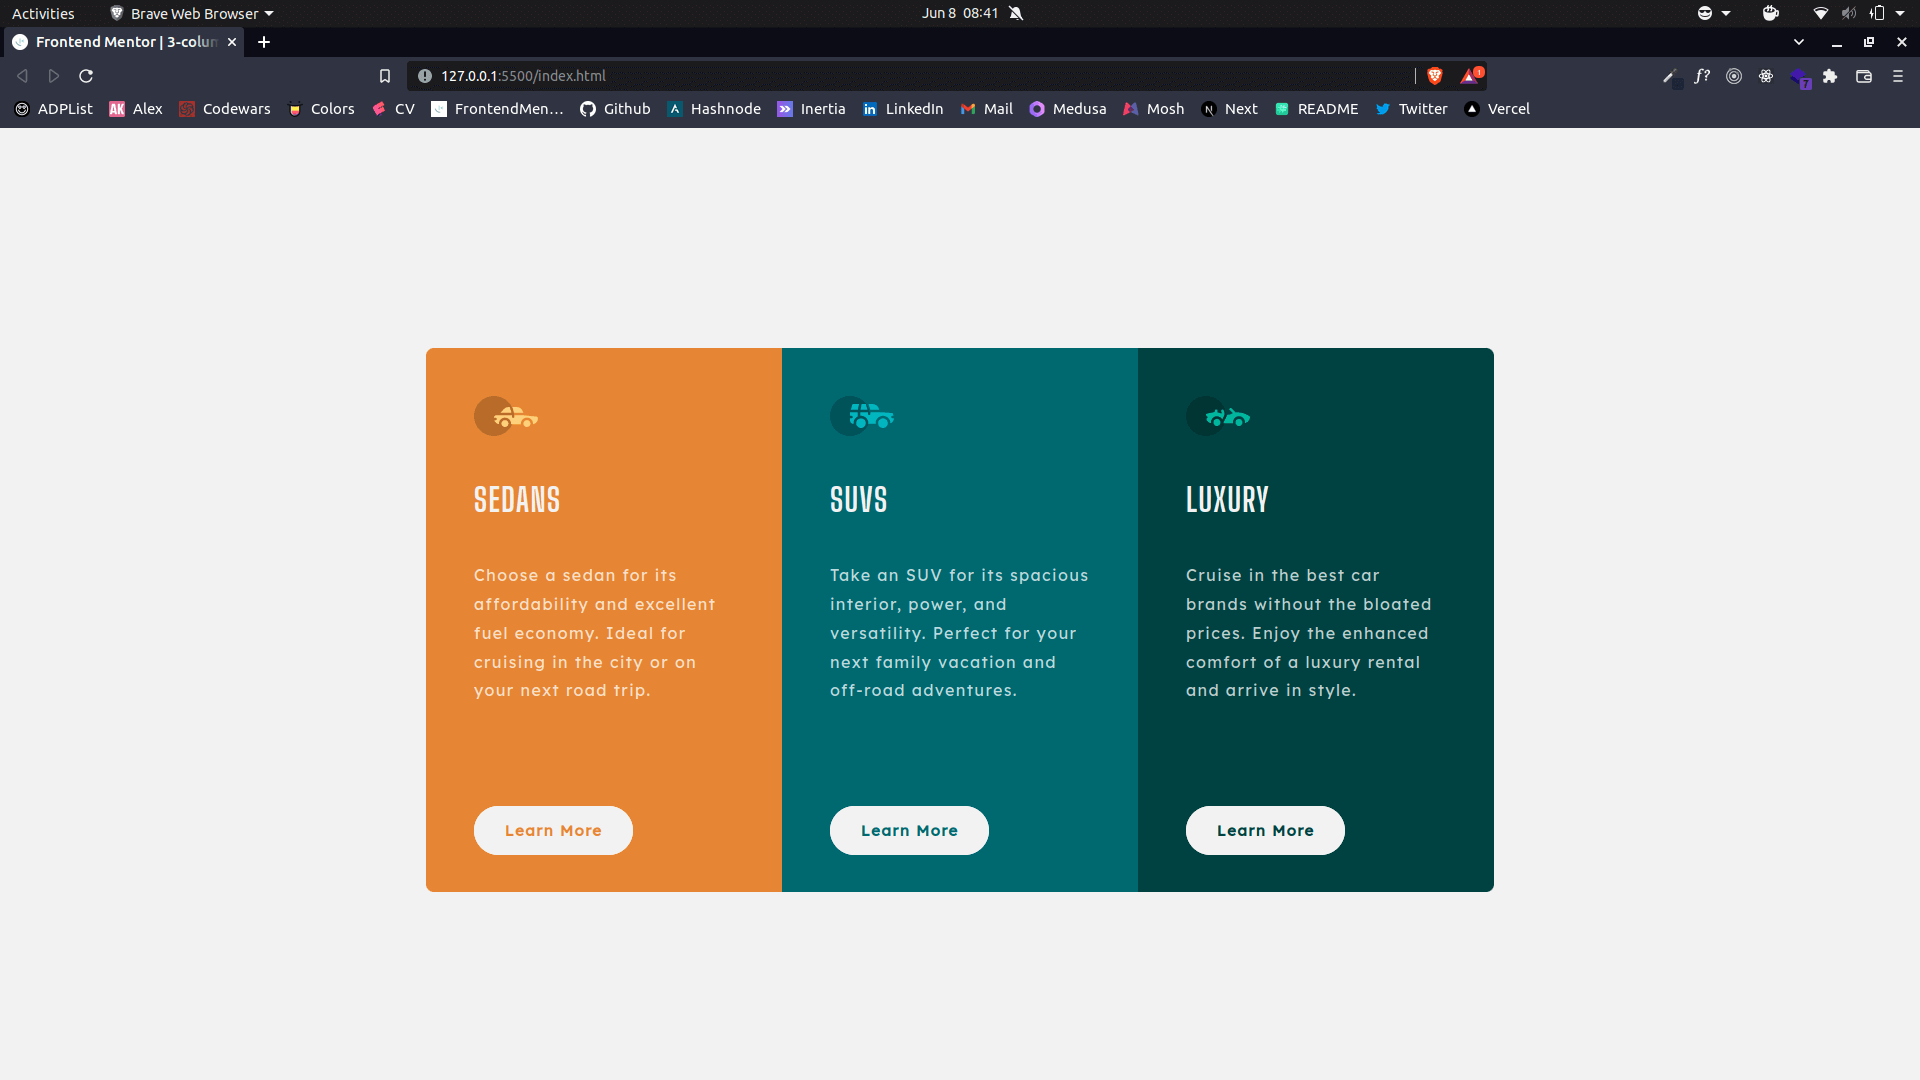 Activities Brave Web Browser Jun 8 08:41
Frontend Mentor | 3-colum
127.0.0.1:5500/index.html f? 1 7
ADPList AK Alex Codewars Colors CV FrontendMen... Github Hashnode Inertia in LinkedIn Mail Medusa Mosh N Next README Twitter Vercel
SEDANS
Choose a sedan for its
affordability and excellent
fuel economy. Ideal for
cruising in the city or on
your next road trip.
Learn More
SUVS
Take an SUV for its spacious
interior, power, and
versatility. Perfect for your
next family vacation and
off-road adventures.
Learn More
LUXURY
Cruise in the best car
brands without the bloated
prices. Enjoy the enhanced
comfort of a luxury rental
and arrive in style.
Learn More